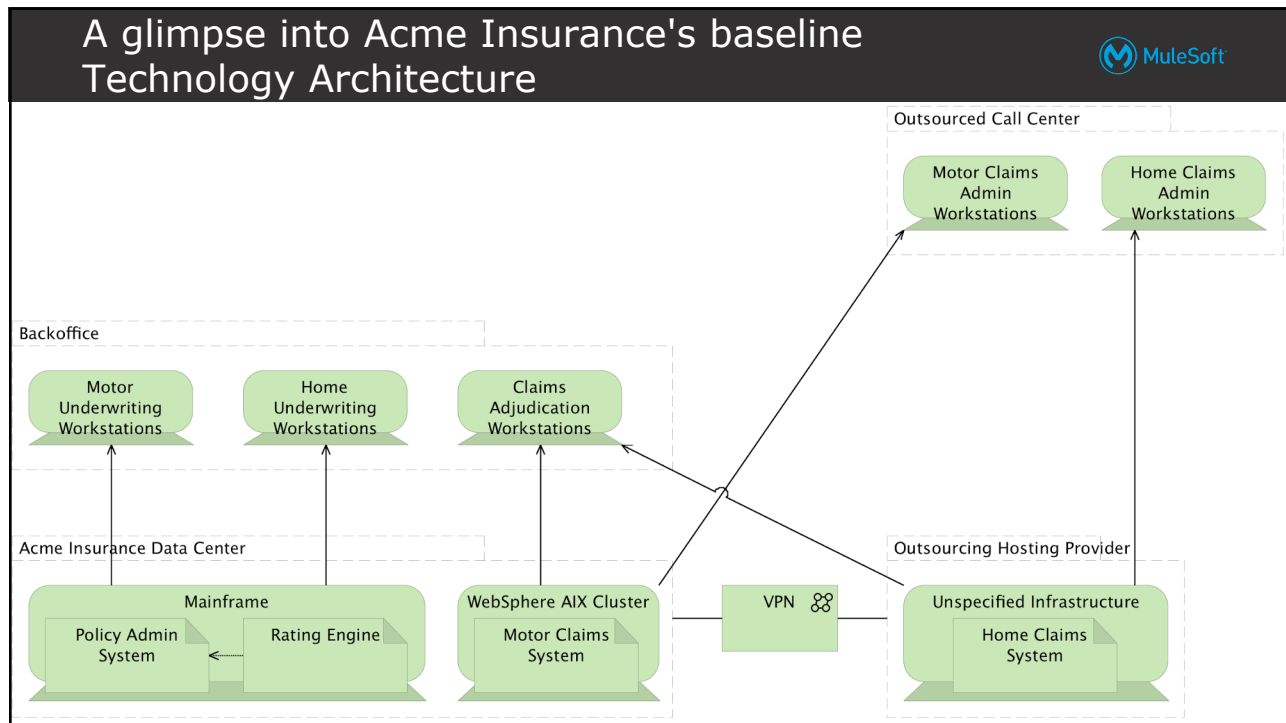 A glimpse into Acme Insurance's baseline
Technology Architecture
MuleSoft
Outsourced Call Center
Motor Claims
Admin
Workstations
Home Claims
Admin
Workstations
Backoffice
Motor
Underwriting
Workstations
Home
Underwriting
Workstations
Claims
Adjudication
Workstations
Acme Insurance Data Center
Outsourcing Hosting Provider
Mainframe
Policy Admin
System
Rating Engine
WebSphere AIX Cluster
Motor Claims
System
VPN
Unspecified Infrastructure
Home Claims
System